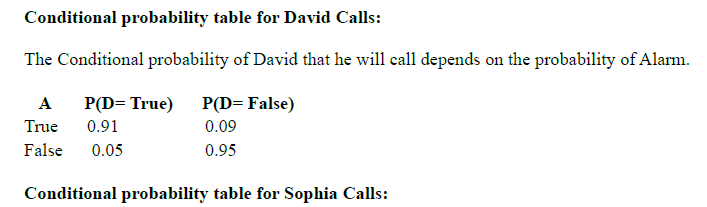 Conditional probability table for David Calls:
The Conditional probability of David that he will call depends on the probability of Alarm.
A P(D= True) P(D= False)
True 0.91 0.09
False 0.05 0.95
Conditional probability table for Sophia Calls: